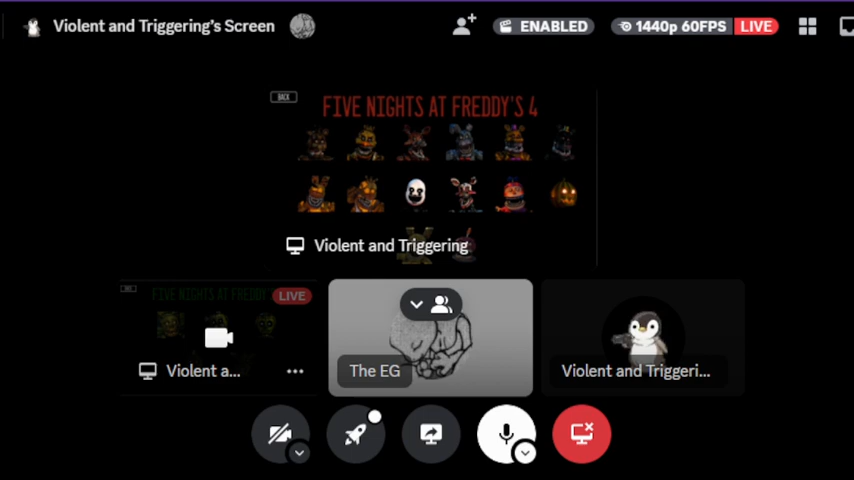 Violent and Triggering's Screen
ENABLED
1440p 60FPS LIVE
BACK
FIVE NIGHTS AT FREDDY'S 4
Violent and Triggering
BACK
FIVE NIGHTS AT FREDDY'S
LIVE
Violent a...
The EG
Violent and Triggeri...